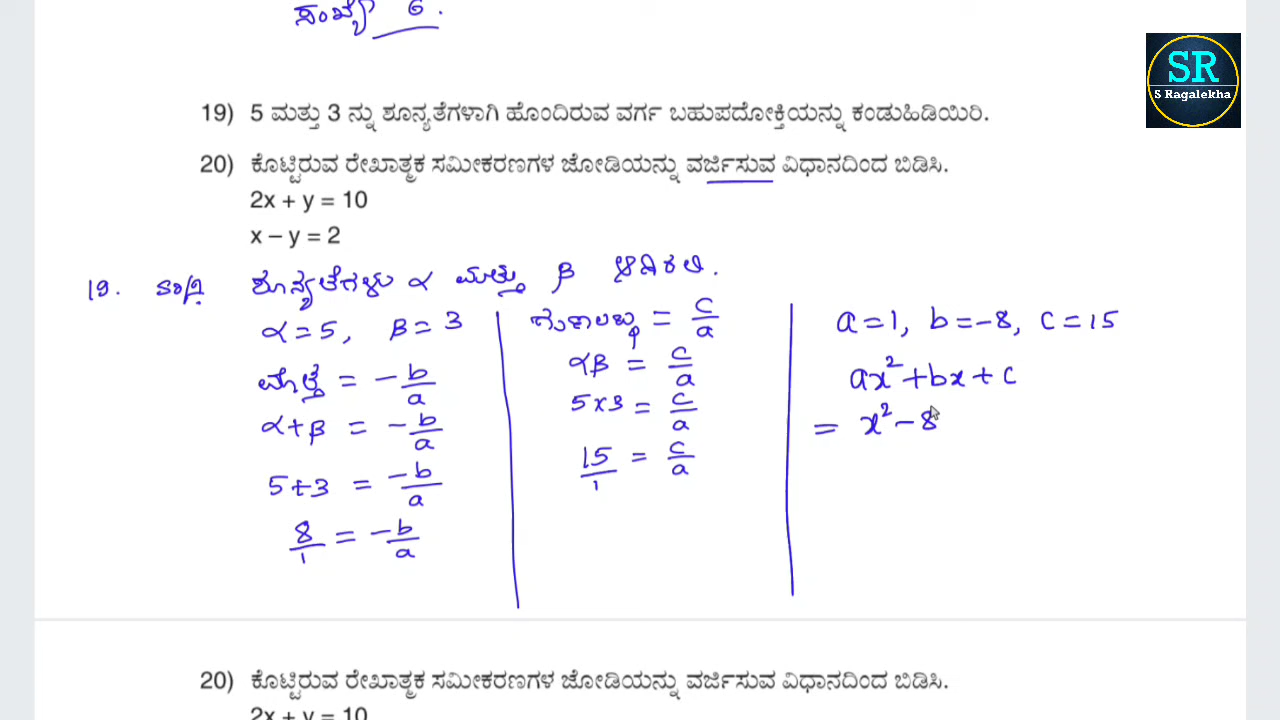 ಸಂಖ್ಯೆ 6.
SR
S Ragalekha
19) 5 ಮತ್ತು 3 ನ್ನು ಶೂನ್ಯತೆಗಳಾಗಿ ಹೊಂದಿರುವ ವರ್ಗ ಬಹುಪದೋಕ್ತಿಯನ್ನು ಕಂಡುಹಿಡಿಯಿರಿ.
20) ಕೊಟ್ಟಿರುವ ರೇಖಾತ್ಮಕ ಸಮೀಕರಣಗಳ ಜೋಡಿಯನ್ನು ವರ್ಜಿಸುವ ವಿಧಾನದಿಂದ ಬಿಡಿಸಿ.
2x + y = 10
x – y = 2
19. ಶೂನ್ಯತೆಗಳು α ಮತ್ತು β ಆಗಿರಲಿ.
α = 5, β = 3
ಮೊತ್ತ = -b/a
α+β = -b/a
5+3 = -b/a
8/1 = -b/a
ಗುಣಲಬ್ಧ = c/a
αβ = c/a
5×3 = c/a
15/1 = c/a
a = 1, b = -8, c = 15
ax² + bx + c
= x² - 8
20) ಕೊಟ್ಟಿರುವ ರೇಖಾತ್ಮಕ ಸಮೀಕರಣಗಳ ಜೋಡಿಯನ್ನು ವರ್ಜಿಸುವ ವಿಧಾನದಿಂದ ಬಿಡಿಸಿ.
2x + y = 10